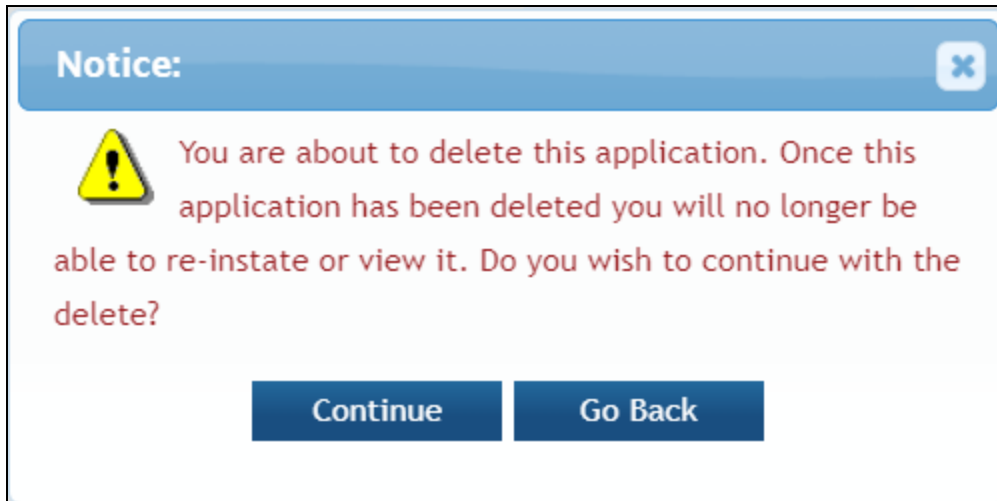 Notice:
You are about to delete this application. Once this
application has been deleted you will no longer be
able to re-instate or view it. Do you wish to continue with the
delete?
Continue
Go Back